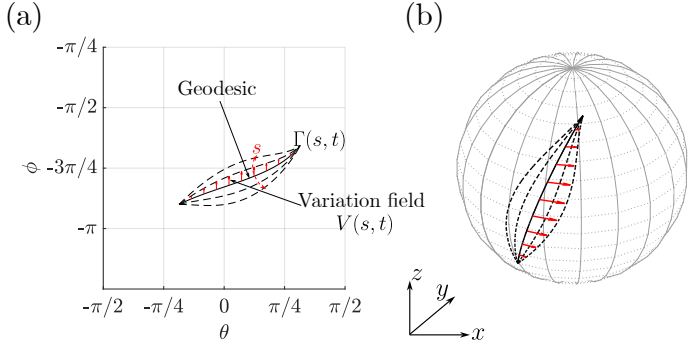 (a)
-π/4
-π/2
-3π/4
-π
ϕ
Geodesic
s
Γ(s, t)
Variation field
V(s, t)
-π/2
-π/4
0
π/4
π/2
θ
(b)
z
y
x